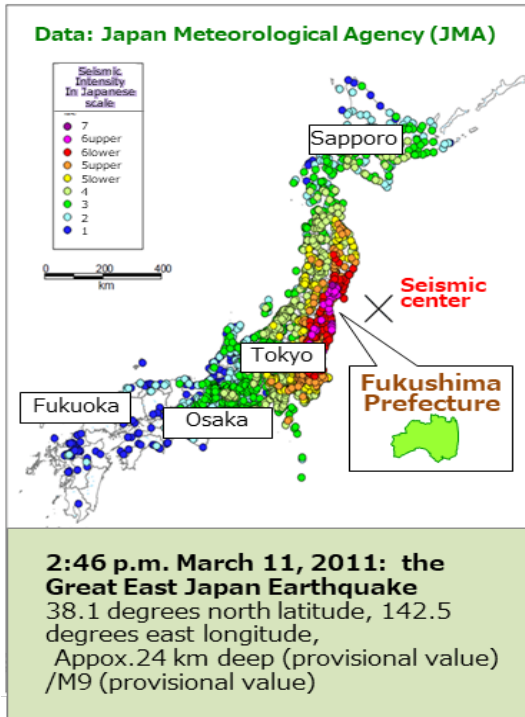 Data: Japan Meteorological Agency (JMA)
Seismic
Intensity
In Japanese
scale
7
6upper
6lower
5upper
5lower
4
3
2
1
0 200 400
km
Sapporo
Seismic
center
Tokyo
Fukushima
Prefecture
Fukuoka
Osaka
2:46 p.m. March 11, 2011: the
Great East Japan Earthquake
38.1 degrees north latitude, 142.5
degrees east longitude,
Appox.24 km deep (provisional value)
/M9 (provisional value)